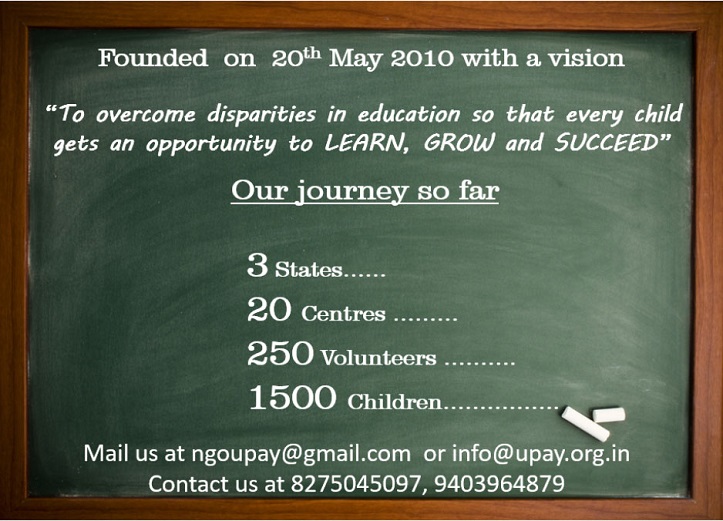 Founded on 20th May 2010 with a vision
“To overcome disparities in education so that every child
gets an opportunity to LEARN, GROW and SUCCEED”
Our journey so far
3 States......
20 Centres .........
250 Volunteers ..........
1500 Children.................
Mail us at ngoupay@gmail.com or info@upay.org.in
Contact us at 8275045097, 9403964879